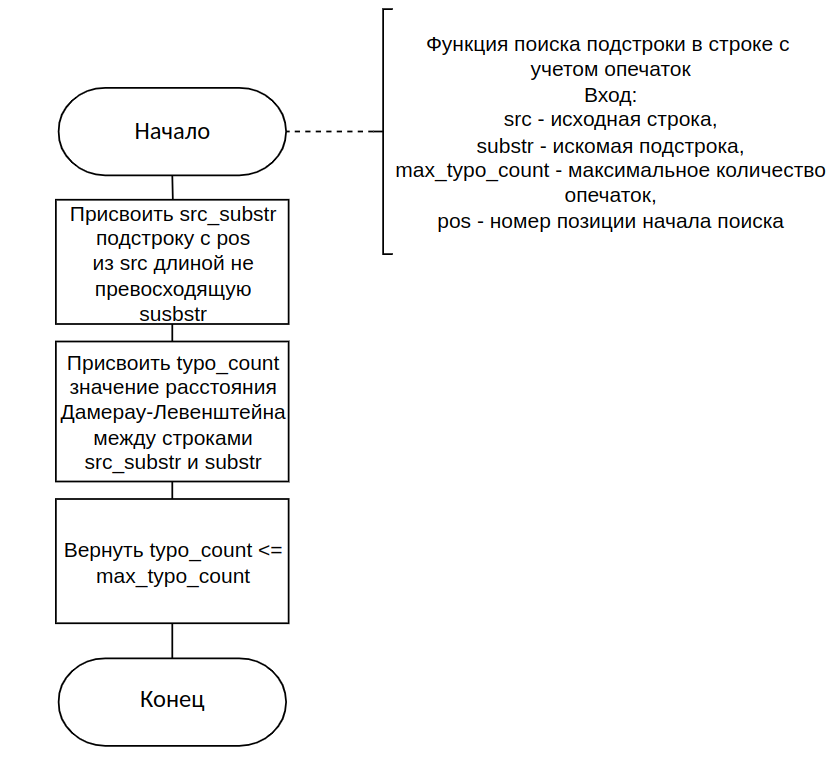 Функция поиска подстроки в строке с
учетом опечаток
Вход:
src - исходная строка,
substr - искомая подстрока,
max_typo_count - максимальное количество
опечаток,
pos - номер позиции начала поиска
Начало
Присвоить src_substr
подстроку с pos
из src длиной не
превосходящую
susbstr
Присвоить typo_count
значение расстояния
Дамерау-Левенштейна
между строками
src_substr и substr
Вернуть typo_count <=
max_typo_count
Конец